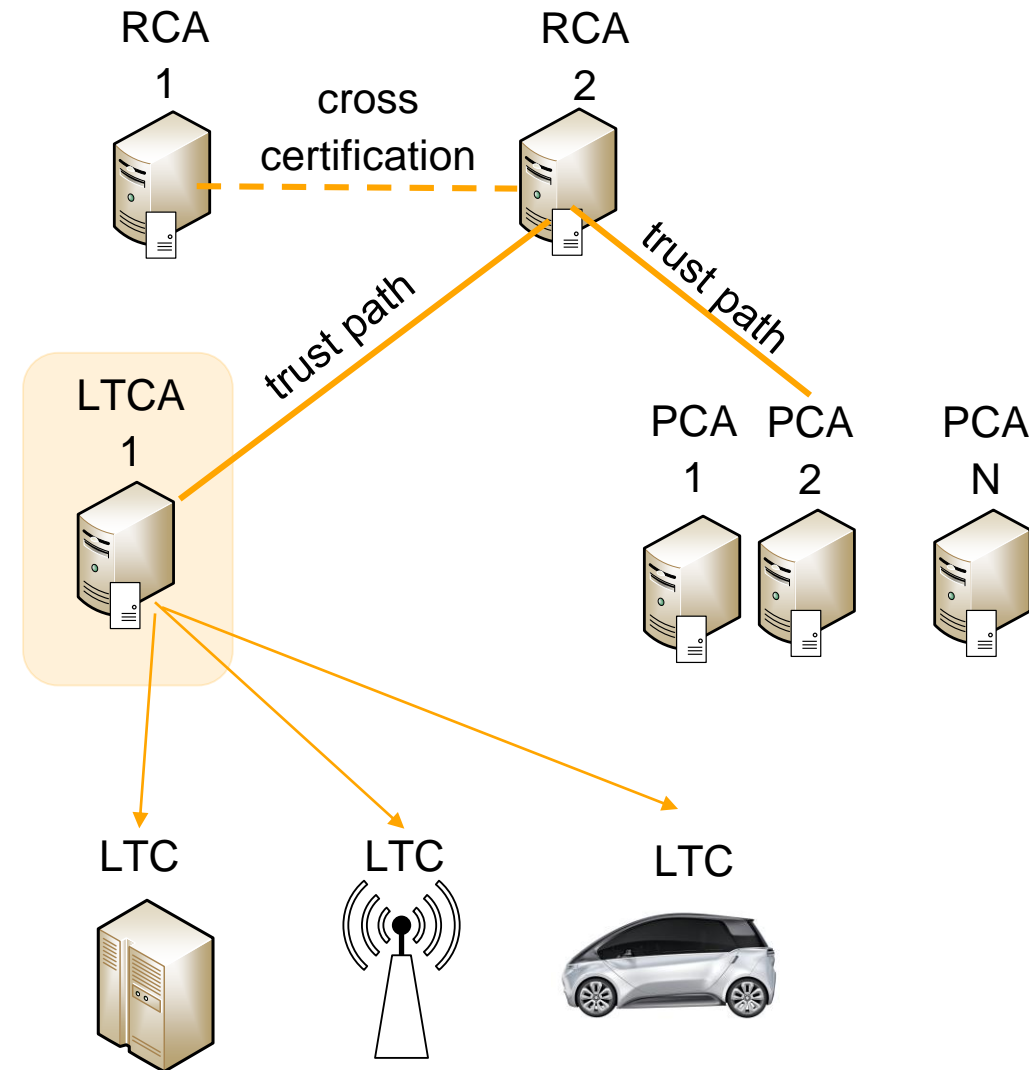 RCA
1
RCA
2
cross
certification
trust path
trust path
LTCA
1
PCA
1
PCA
2
PCA
N
LTC
LTC
LTC